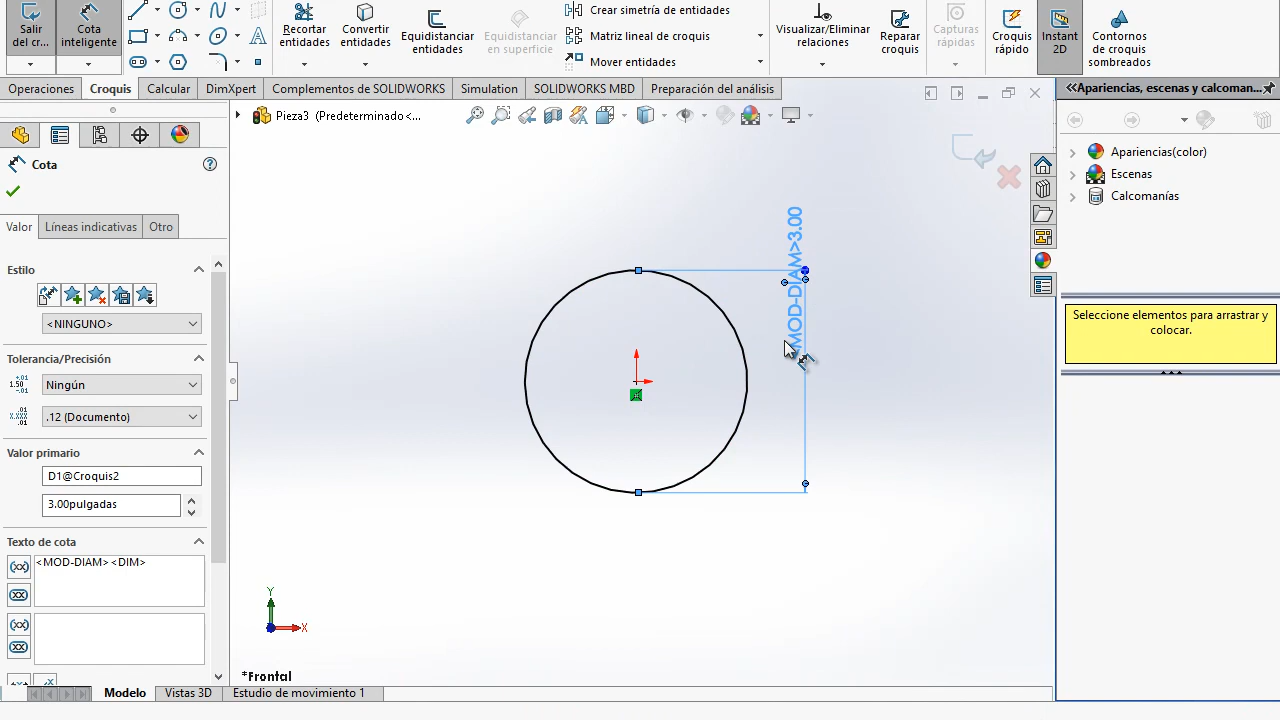 Salir
del cr...
Cota
inteligente
Recortar
entidades
Convertir
entidades
Equidistanciar
entidades
Equidistanciar
en superficie
Crear simetría de entidades
Matriz lineal de croquis
Mover entidades
Visualizar/Eliminar
relaciones
Reparar
croquis
Capturas
rápidas
Croquis
rápido
Instant
2D
Contornos
de croquis
sombreados
Operaciones
Croquis
Calcular
DimXpert
Complementos de SOLIDWORKS
Simulation
SOLIDWORKS MBD
Preparación del análisis
Apariencias, escenas y calcoman...
Pieza3 (Predeterminado <...
Cota
Valor
Líneas indicativas
Otro
Estilo
<NINGUNO>
Tolerancia/Precisión
Ningún
.12 (Documento)
Valor primario
D1@Croquis2
3.00pulgadas
Texto de cota
<MOD-DIAM><DIM>
MOD-DIAM>3.00
Y
X
*Frontal
Apariencias(color)
Escenas
Calcomanías
Seleccione elementos para arrastrar y
colocar.
Modelo
Vistas 3D
Estudio de movimiento 1